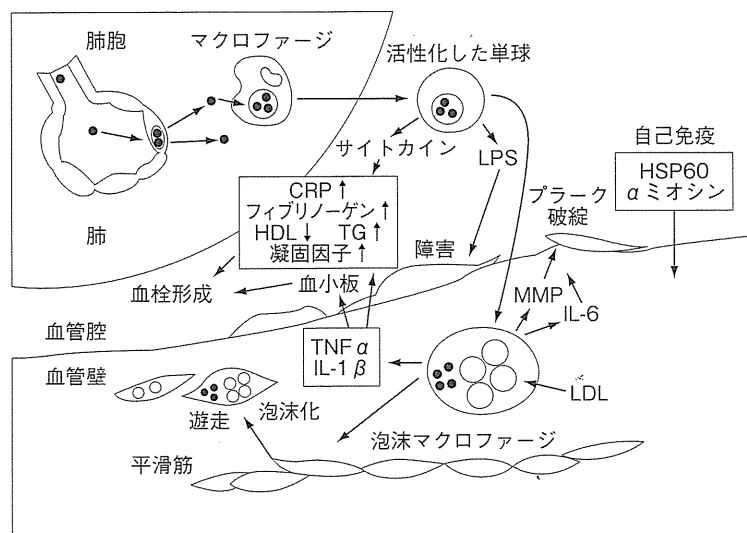 肺胞
マクロファージ
活性化した単球
サイトカイン
LPS
自己免疫
HSP60
αミオシン
プラーク
破綻
CRP↑
フィブリノーゲン↑
HDL↓ TG↑
凝固因子↑
肺
障害
血栓形成
血小板
MMP
IL-6
血管腔
TNFα
IL-1β
血管壁
LDL
遊走
泡沫化
泡沫マクロファージ
平滑筋